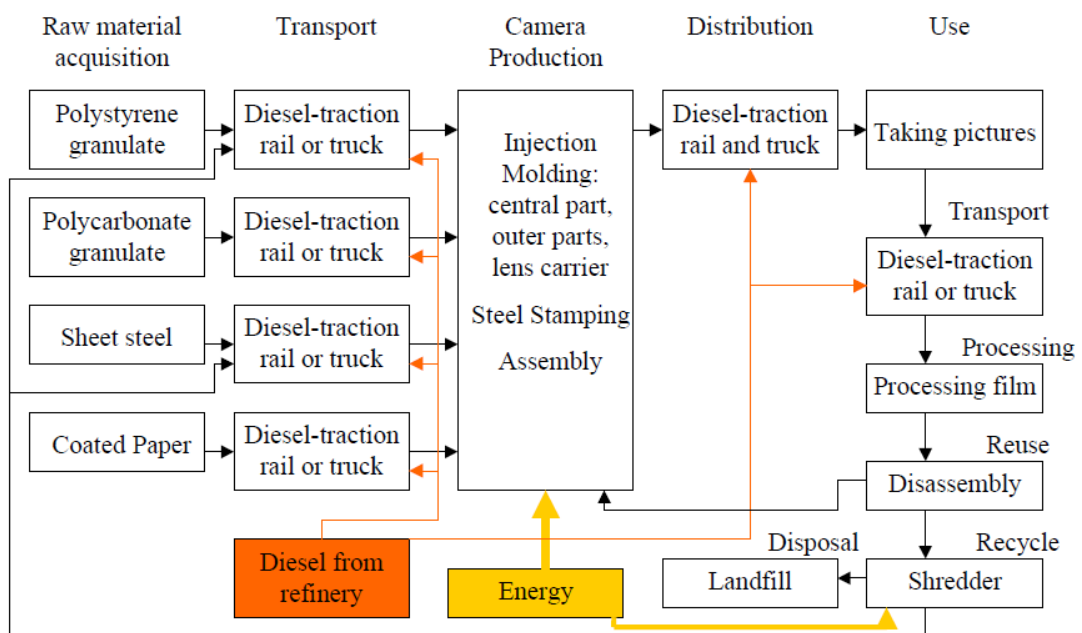 Raw material
acquisition
Transport
Camera
Production
Distribution
Use
Polystyrene
granulate
Diesel-traction
rail or truck
Injection
Molding:
central part,
outer parts,
lens carrier
Steel Stamping
Assembly
Diesel-traction
rail and truck
Taking pictures
Polycarbonate
granulate
Diesel-traction
rail or truck
Transport
Diesel-traction
rail or truck
Sheet steel
Diesel-traction
rail or truck
Processing
Processing film
Coated Paper
Diesel-traction
rail or truck
Reuse
Disassembly
Diesel from
refinery
Energy
Disposal
Landfill
Recycle
Shredder